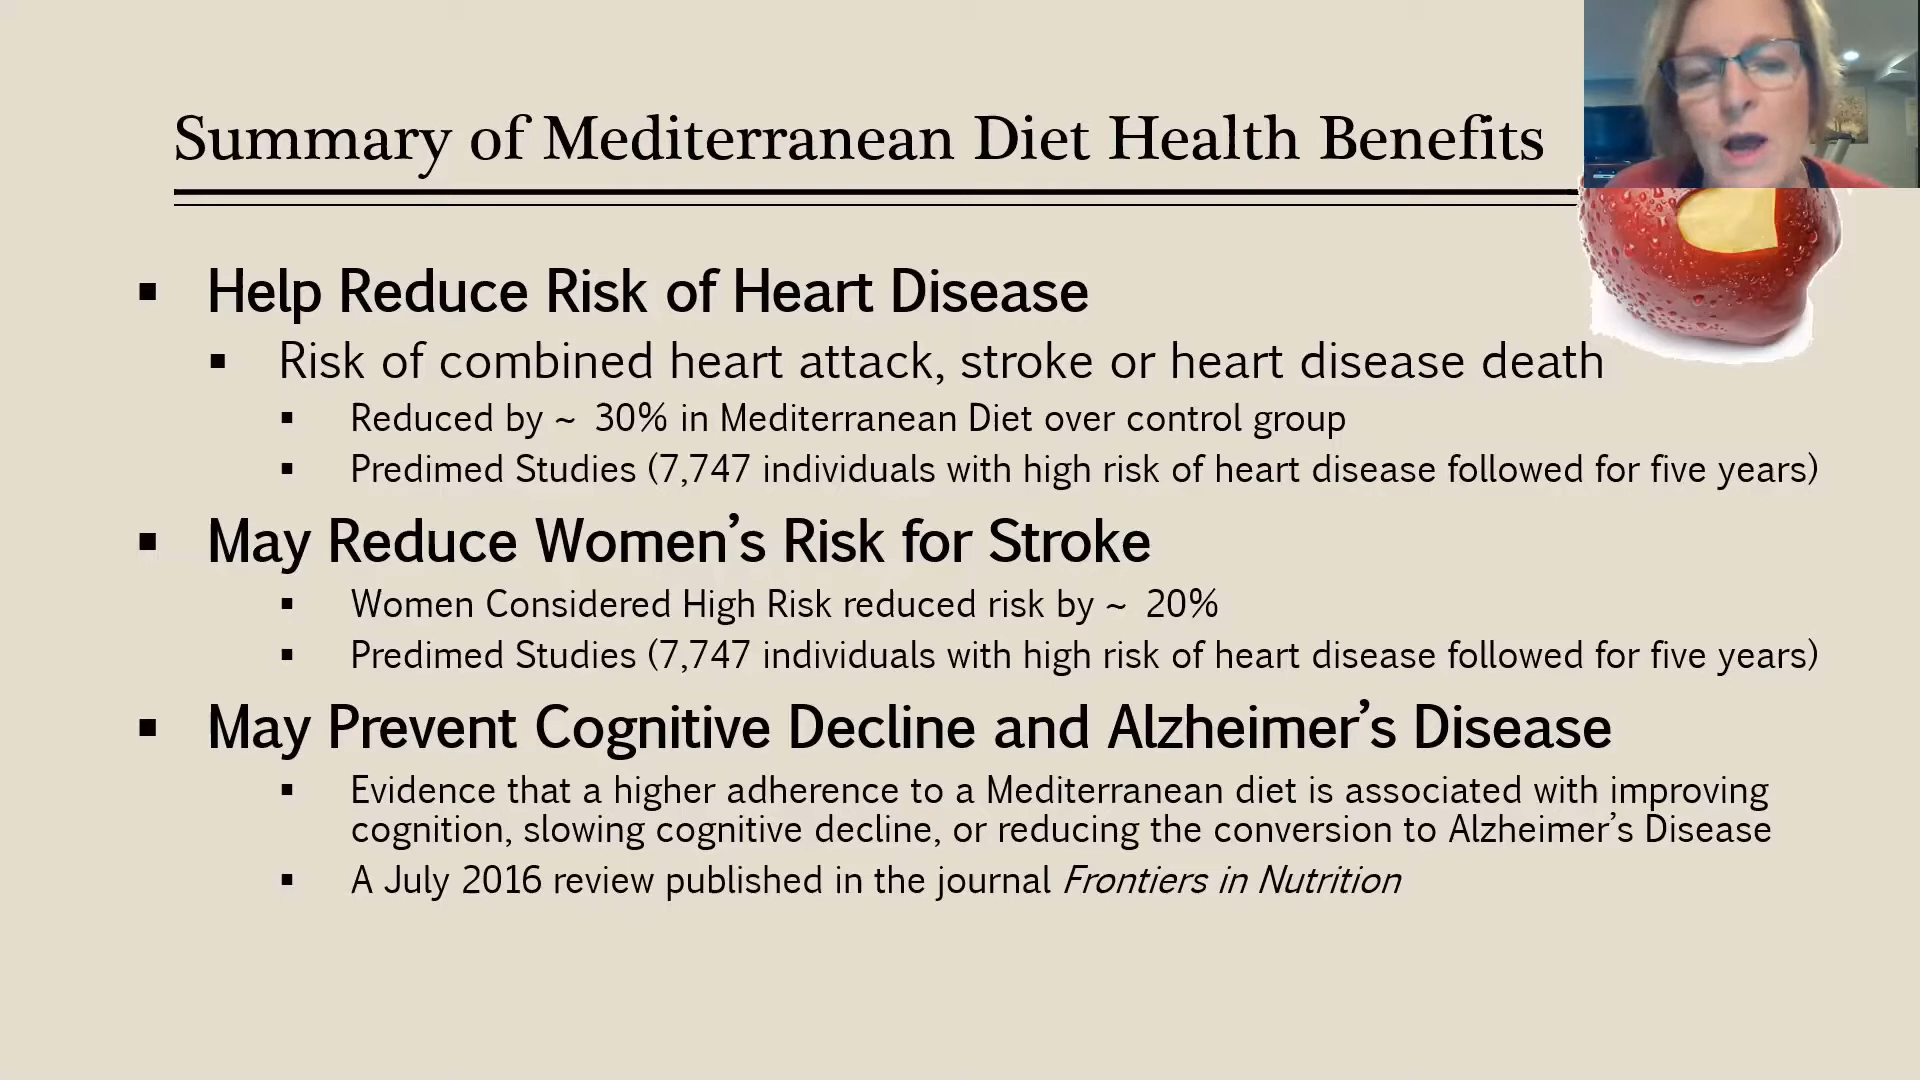 Summary of Mediterranean Diet Health Benefits
▪ Help Reduce Risk of Heart Disease
▪ Risk of combined heart attack, stroke or heart disease death
▪ Reduced by ~ 30% in Mediterranean Diet over control group
▪ Predimed Studies (7,747 individuals with high risk of heart disease followed for five years)
▪ May Reduce Women’s Risk for Stroke
▪ Women Considered High Risk reduced risk by ~ 20%
▪ Predimed Studies (7,747 individuals with high risk of heart disease followed for five years)
▪ May Prevent Cognitive Decline and Alzheimer’s Disease
▪ Evidence that a higher adherence to a Mediterranean diet is associated with improving
cognition, slowing cognitive decline, or reducing the conversion to Alzheimer’s Disease
▪ A July 2016 review published in the journal Frontiers in Nutrition